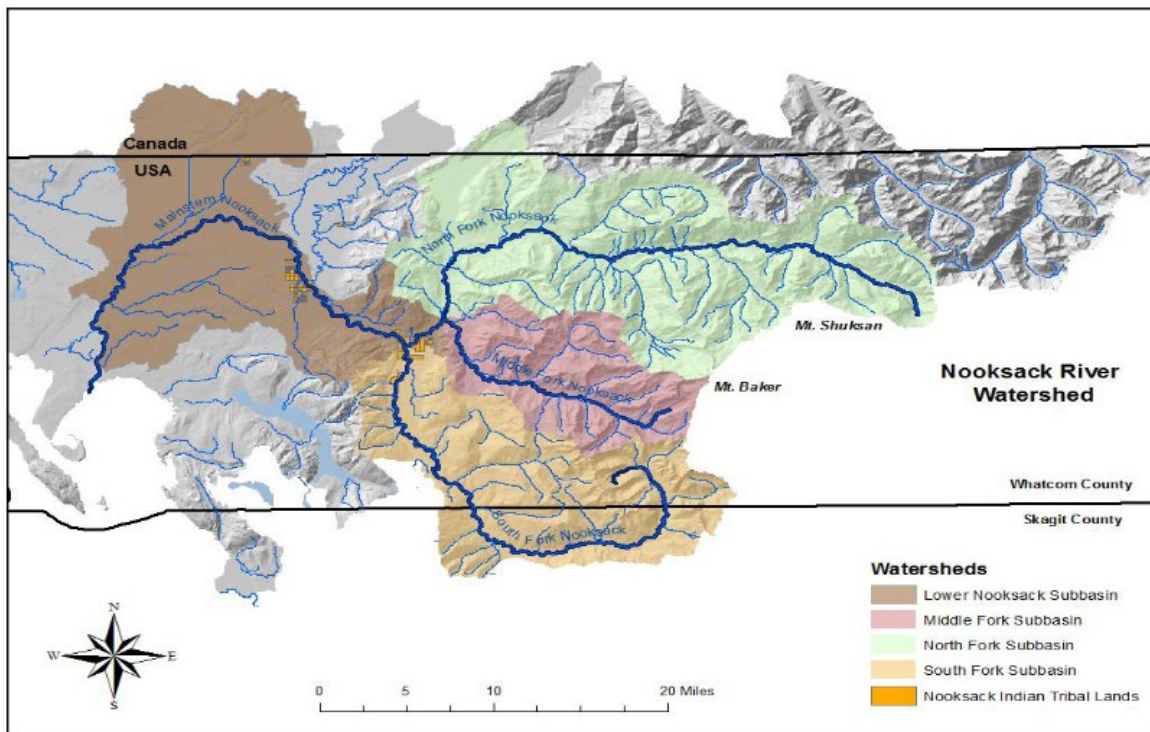 Canada
USA
Mainstem Nooksack
North Fork Nooksack
Mt. Shuksan
Middle Fork Nooksack
Mt. Baker
Nooksack River
Watershed
Whatcom County
South Fork Nooksack
Skagit County
Watersheds
Lower Nooksack Subbasin
Middle Fork Subbasin
North Fork Subbasin
South Fork Subbasin
Nooksack Indian Tribal Lands
N
W E
S
0 5 10 20 Miles